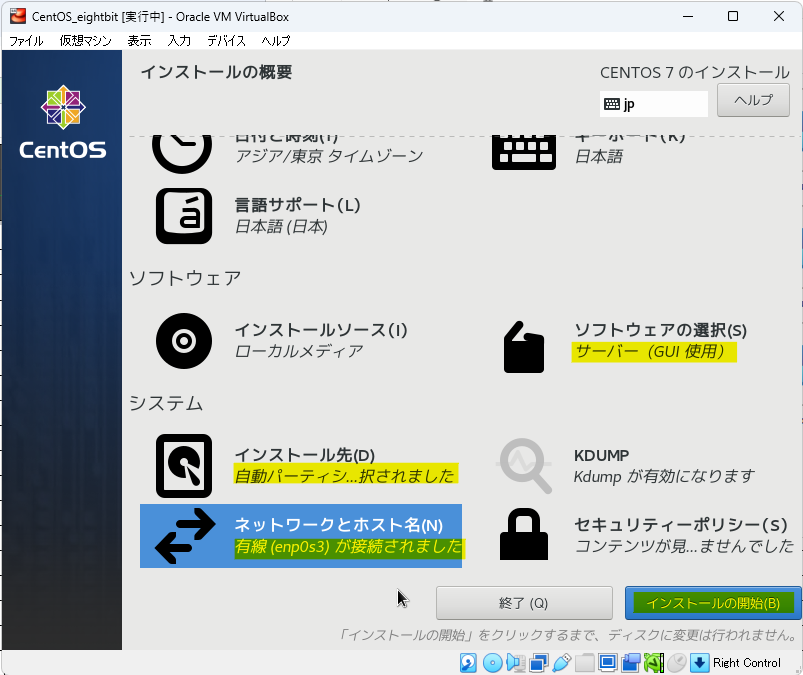 CentOS_eightbit [実行中] - Oracle VM VirtualBox
ファイル 仮想マシン 表示 入力 デバイス ヘルプ
インストールの概要
CENTOS 7 のインストール
jp
ヘルプ
CentOS
日付と時刻(T)
アジア/東京 タイムゾーン
キーボード(K)
日本語
言語サポート(L)
日本語 (日本)
ソフトウェア
インストールソース(I)
ローカルメディア
ソフトウェアの選択(S)
サーバー（GUI 使用）
システム
インストール先(D)
自動パーティシ...択されました
KDUMP
Kdump が有効になります
ネットワークとホスト名(N)
有線 (enp0s3) が接続されました
セキュリティーポリシー(S)
コンテンツが見...ませんでした
終了 (Q)
インストールの開始(B)
「インストールの開始」をクリックするまで、ディスクに変更は行われません。
Right Control